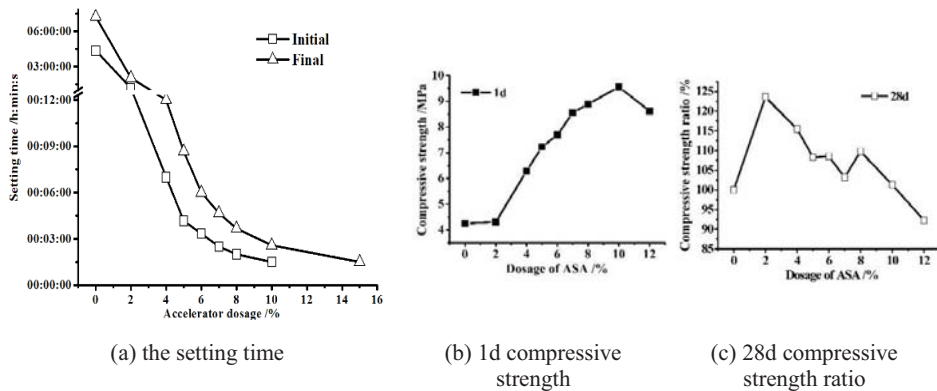 06:00:00
03:00:00
00:12:00
00:09:00
00:06:00
00:03:00
00:00:00
Setting time /h:min:s
Initial
Final
0 2 4 6 8 10 12 14 16
Accelerator dosage /%
10
9
8
7
6
5
4
Compressive strength /MPa
1d
0 2 4 6 8 10 12
Dosage of ASA /%
125
120
115
110
105
100
95
90
85
Compressive strength ratio /%
28d
0 2 4 6 8 10 12
Dosage of ASA /%
(a) the setting time
(b) 1d compressive
strength
(c) 28d compressive
strength ratio